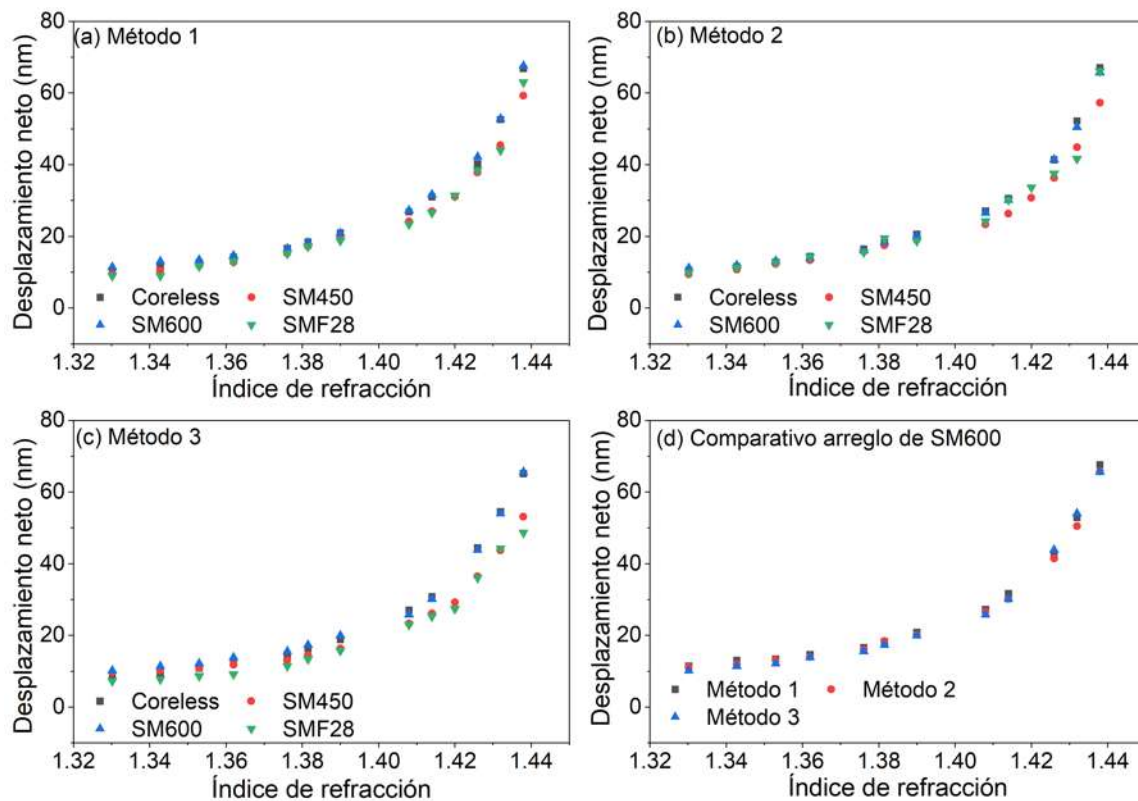 (a) Método 1
Desplazamiento neto (nm)
80
60
40
20
0
Coreless
SM450
SM600
SMF28
1.32 1.34 1.36 1.38 1.40 1.42 1.44
Índice de refracción
(b) Método 2
Desplazamiento neto (nm)
80
60
40
20
0
Coreless
SM450
SM600
SMF28
1.32 1.34 1.36 1.38 1.40 1.42 1.44
Índice de refracción
(c) Método 3
Desplazamiento neto (nm)
80
60
40
20
0
Coreless
SM450
SM600
SMF28
1.32 1.34 1.36 1.38 1.40 1.42 1.44
Índice de refracción
(d) Comparativo arreglo de SM600
Desplazamiento neto (nm)
80
60
40
20
0
Método 1
Método 2
Método 3
1.32 1.34 1.36 1.38 1.40 1.42 1.44
Índice de refracción